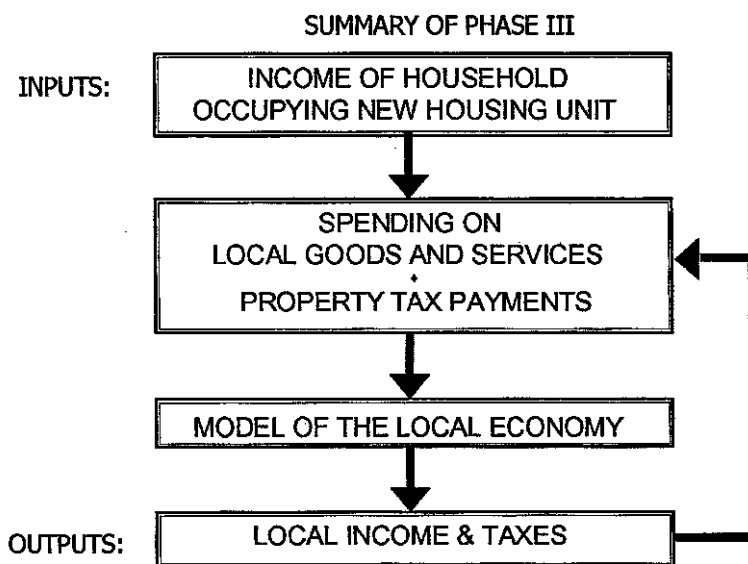 SUMMARY OF PHASE III
INPUTS:
INCOME OF HOUSEHOLD
OCCUPYING NEW HOUSING UNIT
SPENDING ON
LOCAL GOODS AND SERVICES
PROPERTY TAX PAYMENTS
MODEL OF THE LOCAL ECONOMY
OUTPUTS:
LOCAL INCOME & TAXES